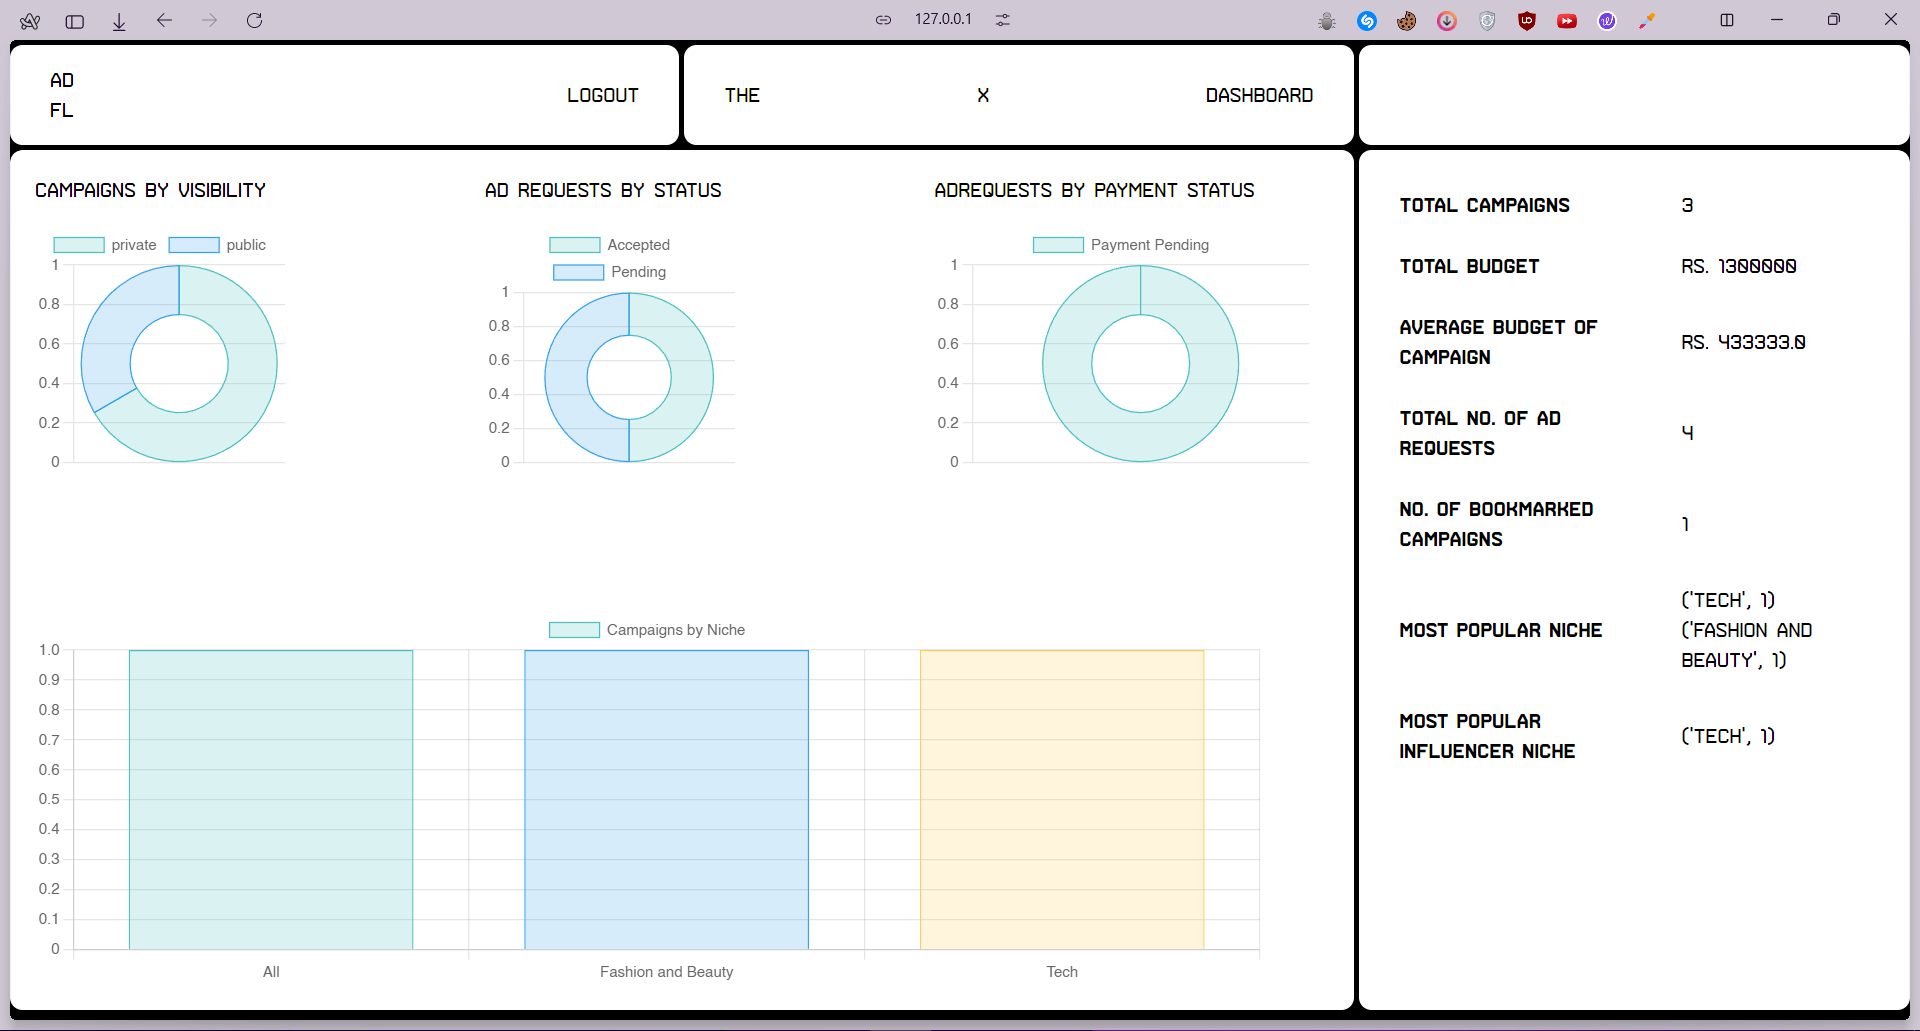 127.0.0.1
AD
FL
LOGOUT
THE
X
DASHBOARD
CAMPAIGNS BY VISIBILITY
private
public
1
0.8
0.6
0.4
0.2
0
AD REQUESTS BY STATUS
Accepted
Pending
1
0.8
0.6
0.4
0.2
0
ADREQUESTS BY PAYMENT STATUS
Payment Pending
1
0.8
0.6
0.4
0.2
0
Campaigns by Niche
1.0
0.9
0.8
0.7
0.6
0.5
0.4
0.3
0.2
0.1
0
All
Fashion and Beauty
Tech
TOTAL CAMPAIGNS
3
TOTAL BUDGET
RS. 1300000
AVERAGE BUDGET OF
CAMPAIGN
RS. 433333.0
TOTAL NO. OF AD
REQUESTS
4
NO. OF BOOKMARKED
CAMPAIGNS
1
MOST POPULAR NICHE
('TECH', 1)
('FASHION AND
BEAUTY', 1)
MOST POPULAR
INFLUENCER NICHE
('TECH', 1)